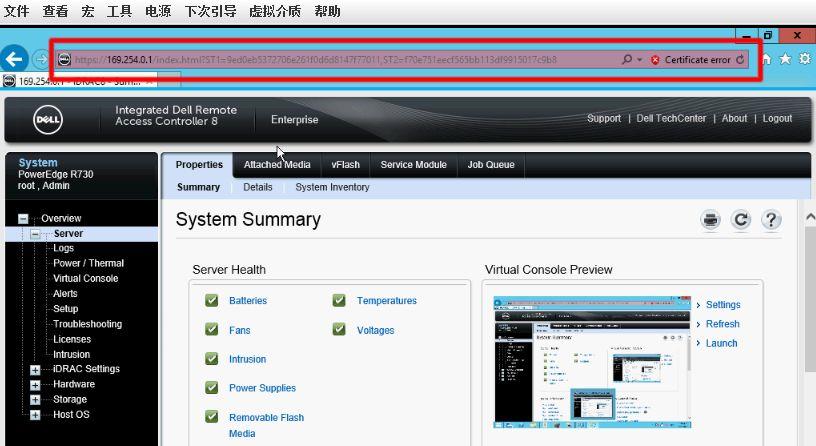 文件 查看 宏 工具 电源 下次引导 虚拟介质 帮助
https://169.254.0.1/index.html?ST1=9ed0eb5372706e261f0d6d8147f77011,ST2=f70e751eecf565bb113df9915017c9b8 Certificate error
169.254.0.1 - iDRAC8 - Sum...
DELL
Integrated Dell Remote
Access Controller 8
Enterprise
Support | Dell TechCenter | About | Logout
System
PowerEdge R730
root , Admin
Properties Attached Media vFlash Service Module Job Queue
Summary Details System Inventory
Overview
Server
Logs
Power / Thermal
Virtual Console
Alerts
Setup
Troubleshooting
Licenses
Intrusion
iDRAC Settings
Hardware
Storage
Host OS
System Summary
Server Health
Batteries
Temperatures
Fans
Voltages
Intrusion
Power Supplies
Removable Flash
Media
Virtual Console Preview
Settings
Refresh
Launch